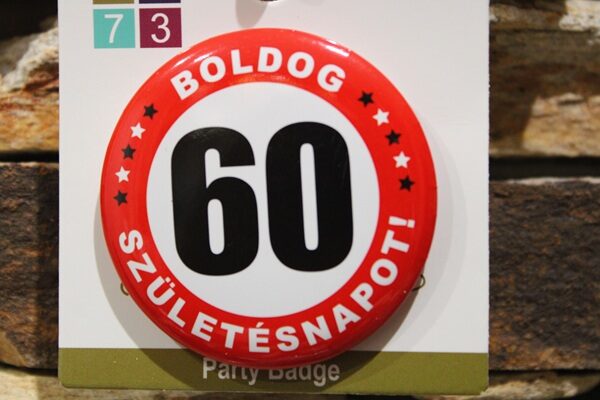 7 3
BOLDOG
60
SZÜLETÉSNAPOT!
Party Badge